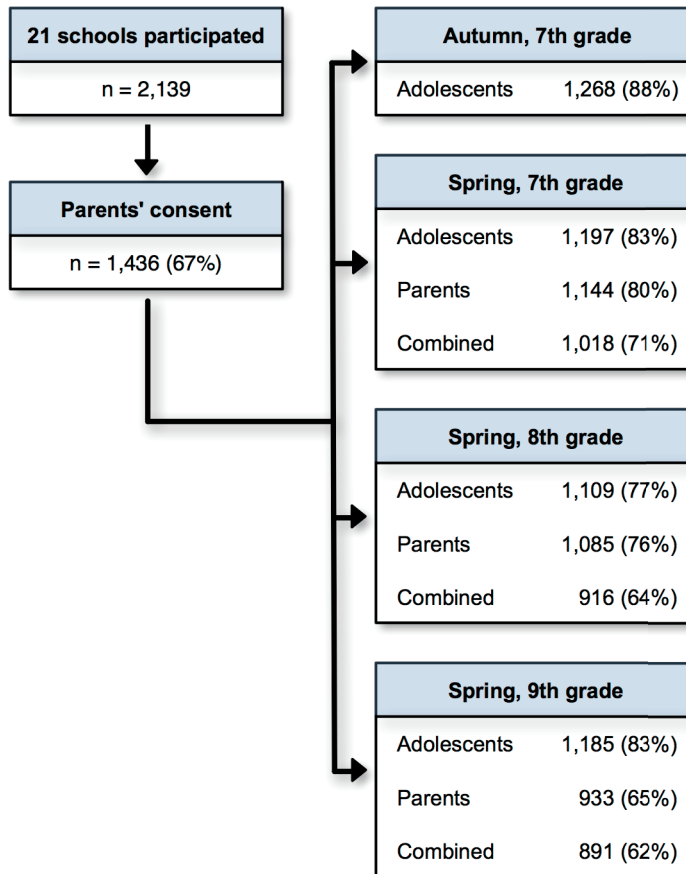 21 schools participated
n = 2,139
Parents' consent
n = 1,436 (67%)
Autumn, 7th grade
Adolescents 1,268 (88%)
Spring, 7th grade
Adolescents 1,197 (83%)
Parents 1,144 (80%)
Combined 1,018 (71%)
Spring, 8th grade
Adolescents 1,109 (77%)
Parents 1,085 (76%)
Combined 916 (64%)
Spring, 9th grade
Adolescents 1,185 (83%)
Parents 933 (65%)
Combined 891 (62%)